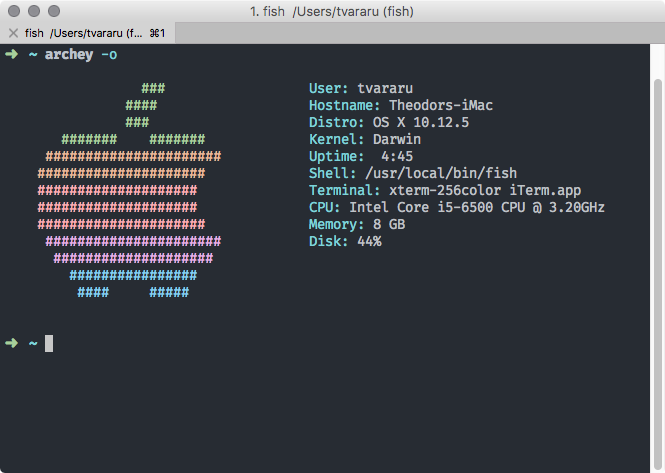 1. fish  /Users/tvararu (fish)
fish  /Users/tvararu (f...  ⌘1
➜  ~ archey -o
             ###                  User: tvararu
           ####                   Hostname: Theodors-iMac
           ###                    Distro: OS X 10.12.5
   #######    #######             Kernel: Darwin
 ######################           Uptime:  4:45
#####################             Shell: /usr/local/bin/fish
####################              Terminal: xterm-256color iTerm.app
####################              CPU: Intel Core i5-6500 CPU @ 3.20GHz
#####################             Memory: 8 GB
 ######################           Disk: 44%
  ####################
    ################
     ####     #####
➜  ~